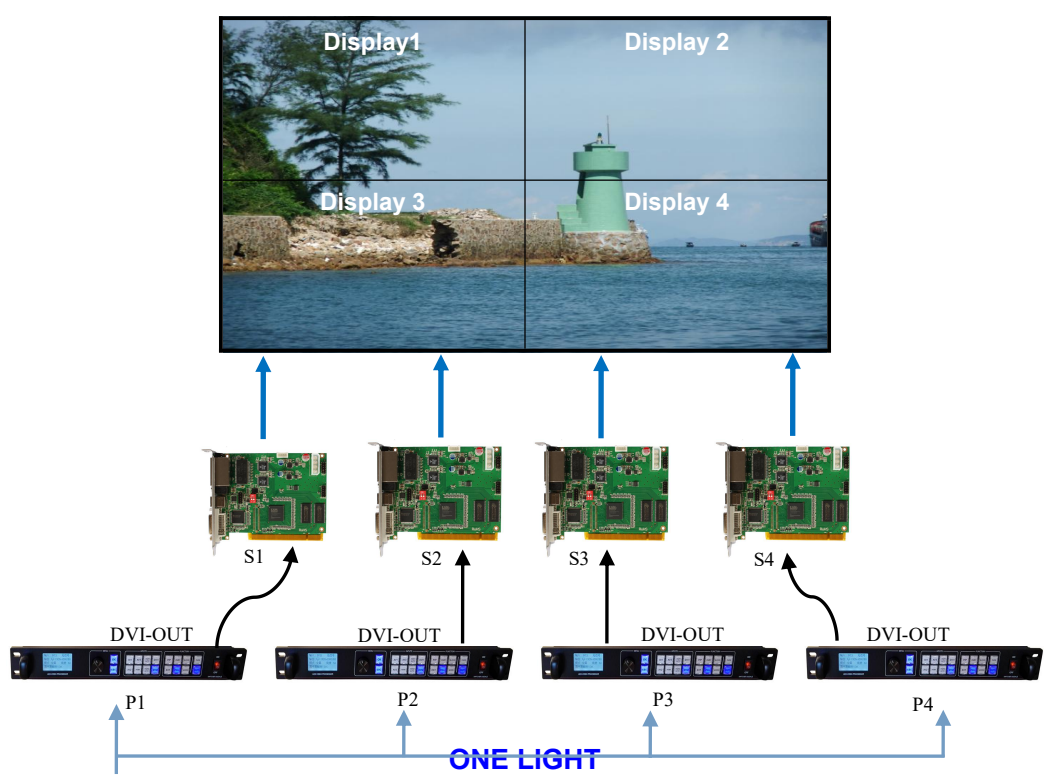 Display1
Display 2
Display 3
Display 4
S1
S2
S3
S4
DVI-OUT
DVI-OUT
DVI-OUT
DVI-OUT
P1
P2
P3
P4
ONE LIGHT